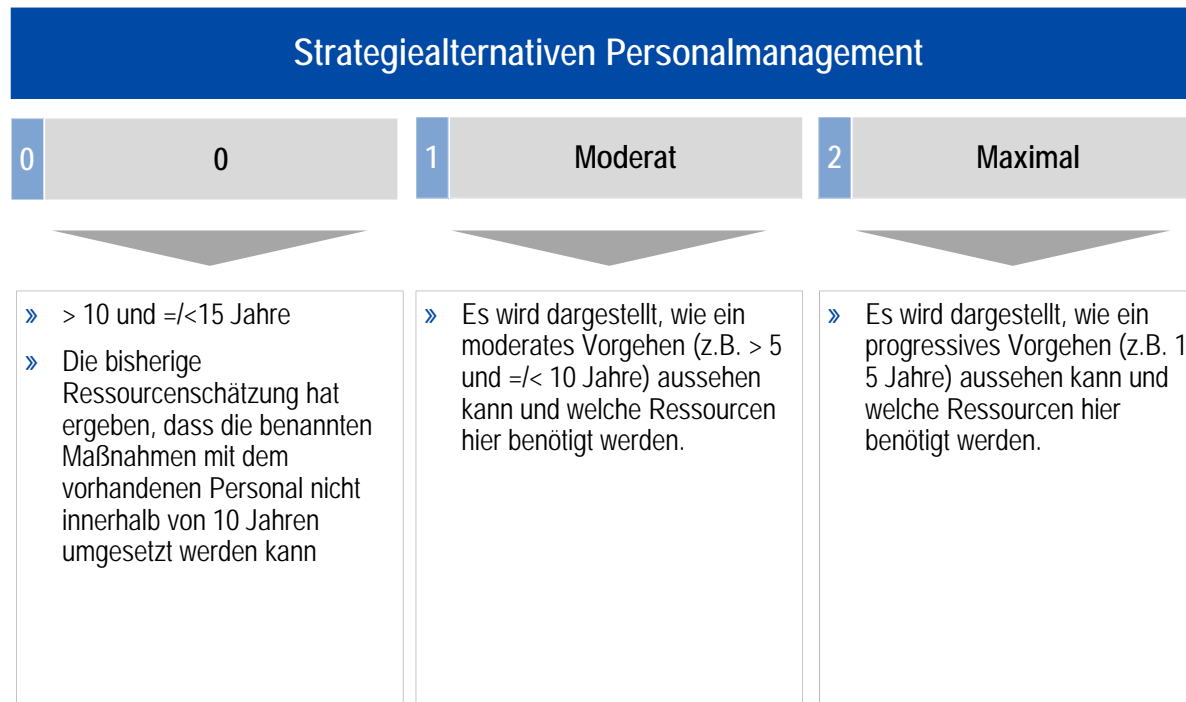 Strategiealternativen Personalmanagement
0
0
1
Moderat
2
Maximal
» > 10 und =/<15 Jahre
» Die bisherige
Ressourcenschätzung hat
ergeben, dass die benannten
Maßnahmen mit dem
vorhandenen Personal nicht
innerhalb von 10 Jahren
umgesetzt werden kann
» Es wird dargestellt, wie ein
moderates Vorgehen (z.B. > 5
und =/< 10 Jahre) aussehen
kann und welche Ressourcen
hier benötigt werden.
» Es wird dargestellt, wie ein
progressives Vorgehen (z.B. 1
5 Jahre) aussehen kann und
welche Ressourcen hier
benötigt werden.